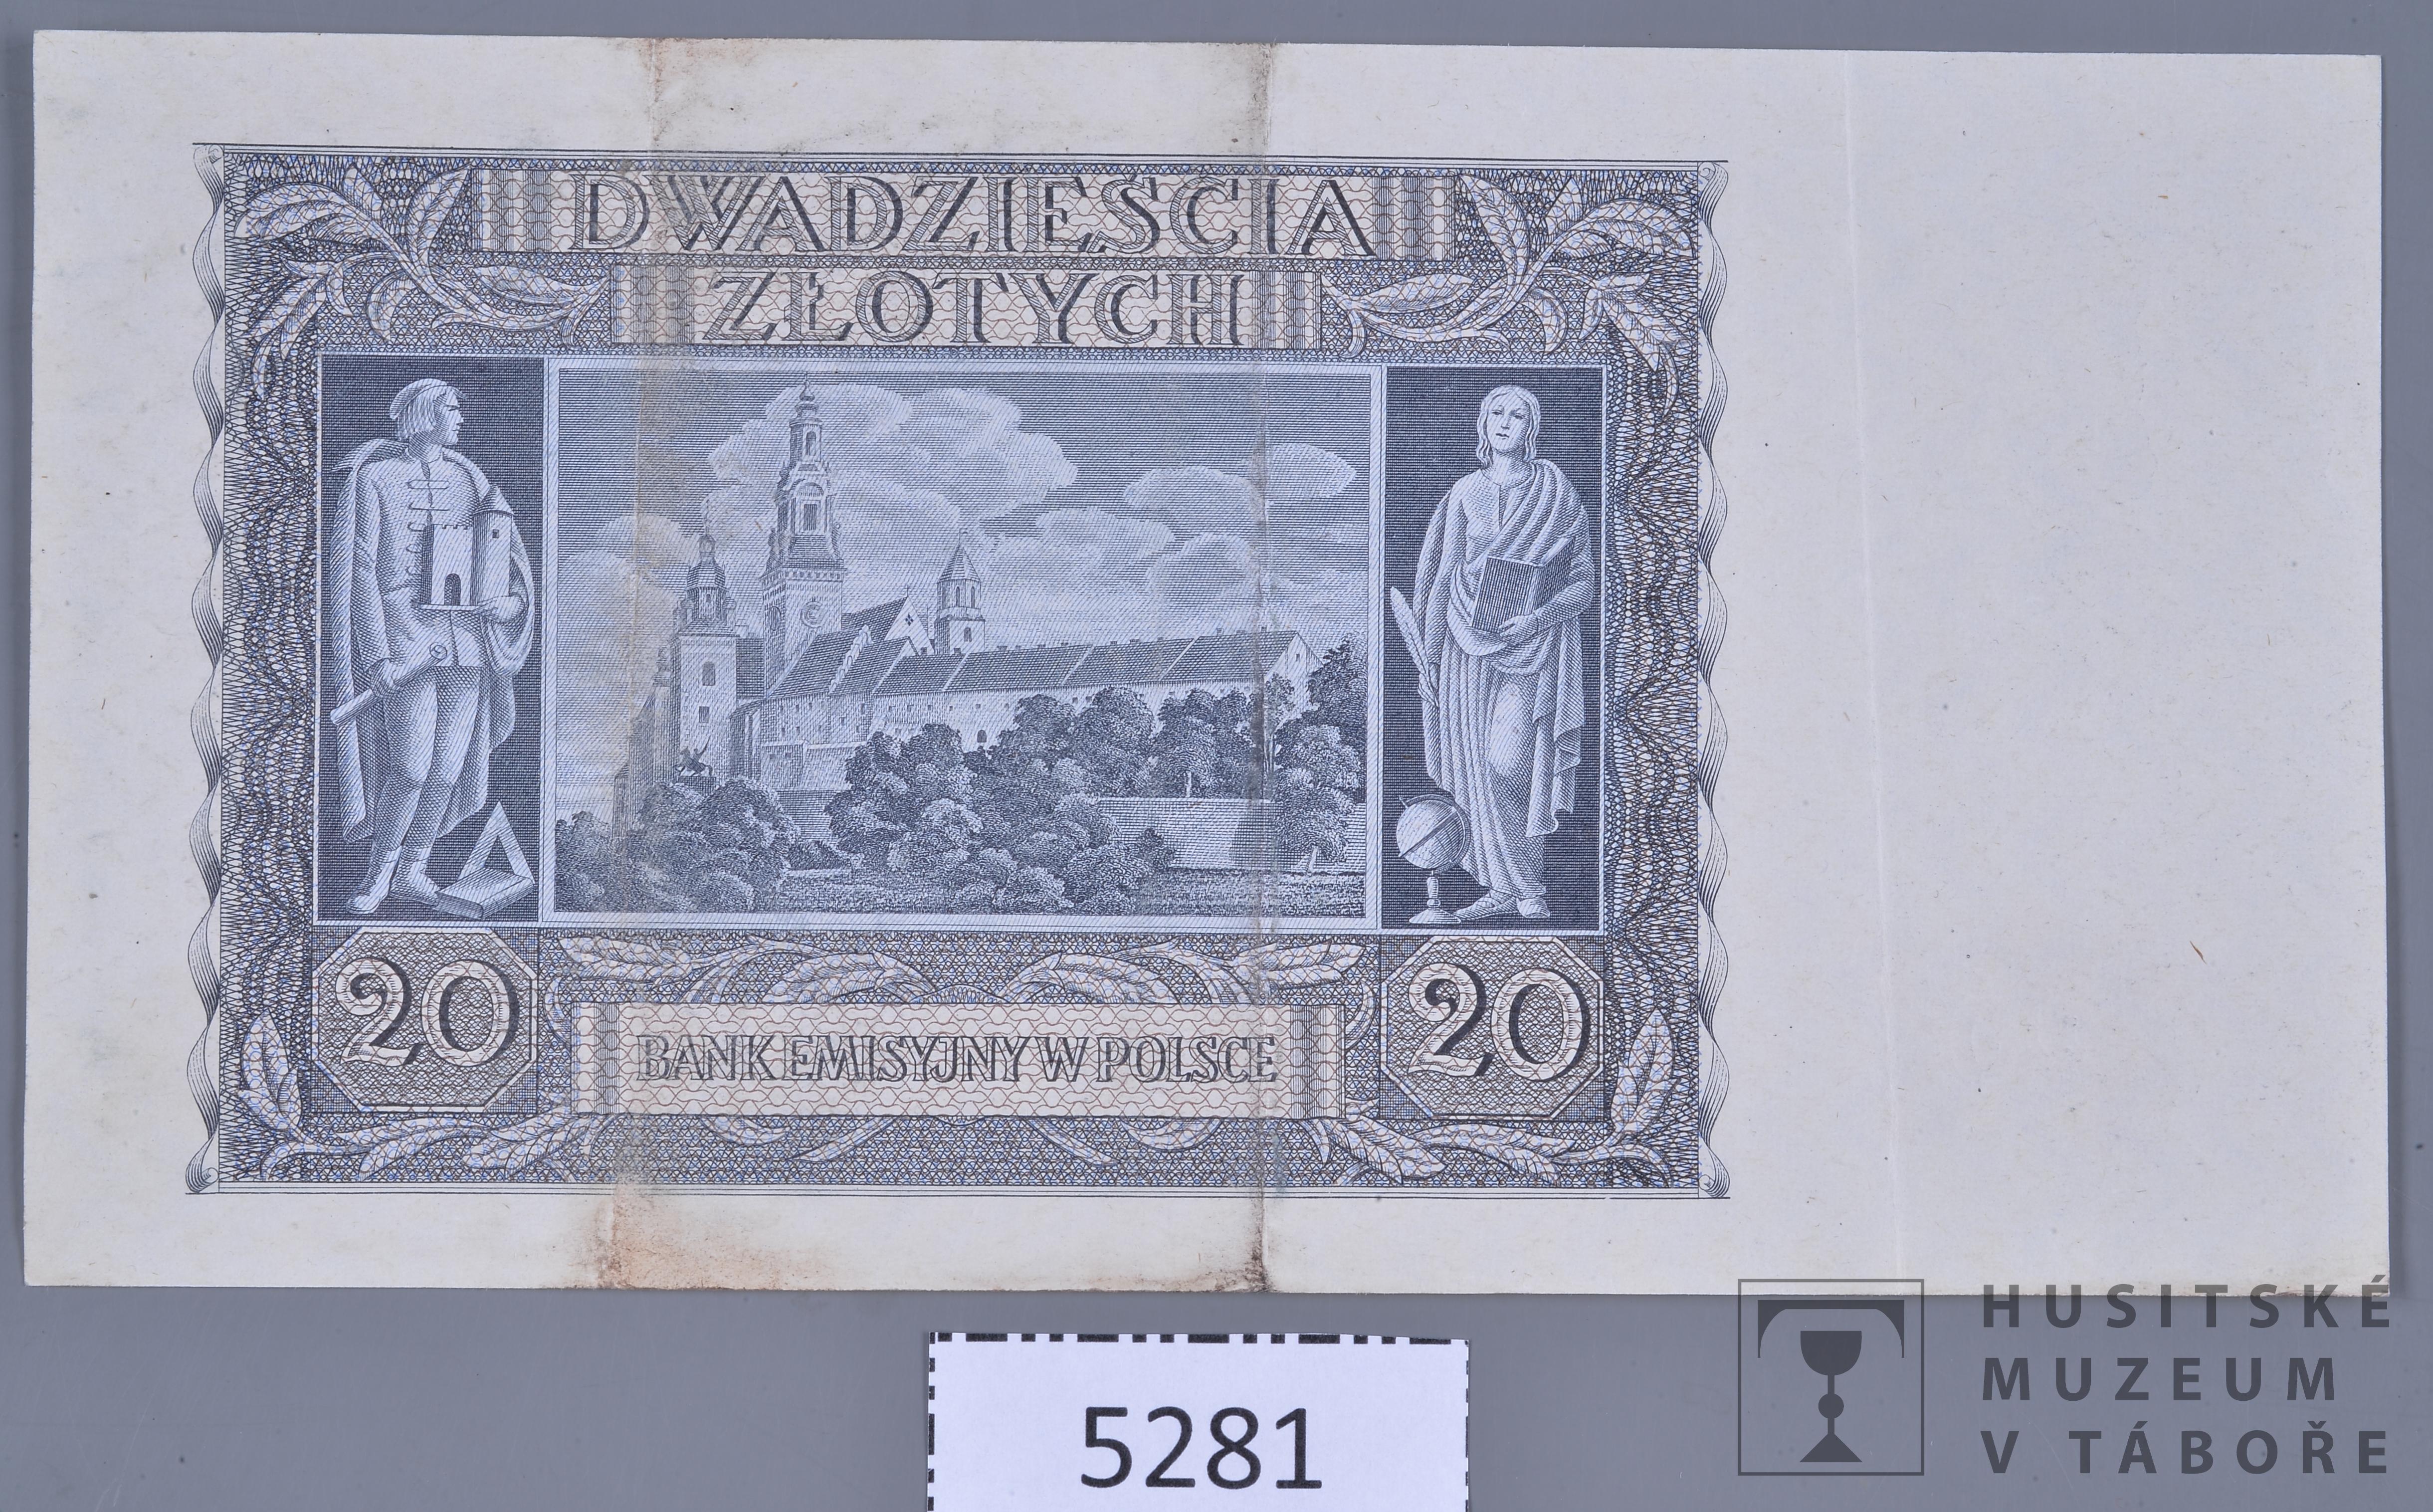 DWADZIEŚCIA
ZŁOTYCH
20
20
BANK EMISYJNY W POLSCE
5281
HUSITSKÉ
MUZEUM
V TÁBOŘE